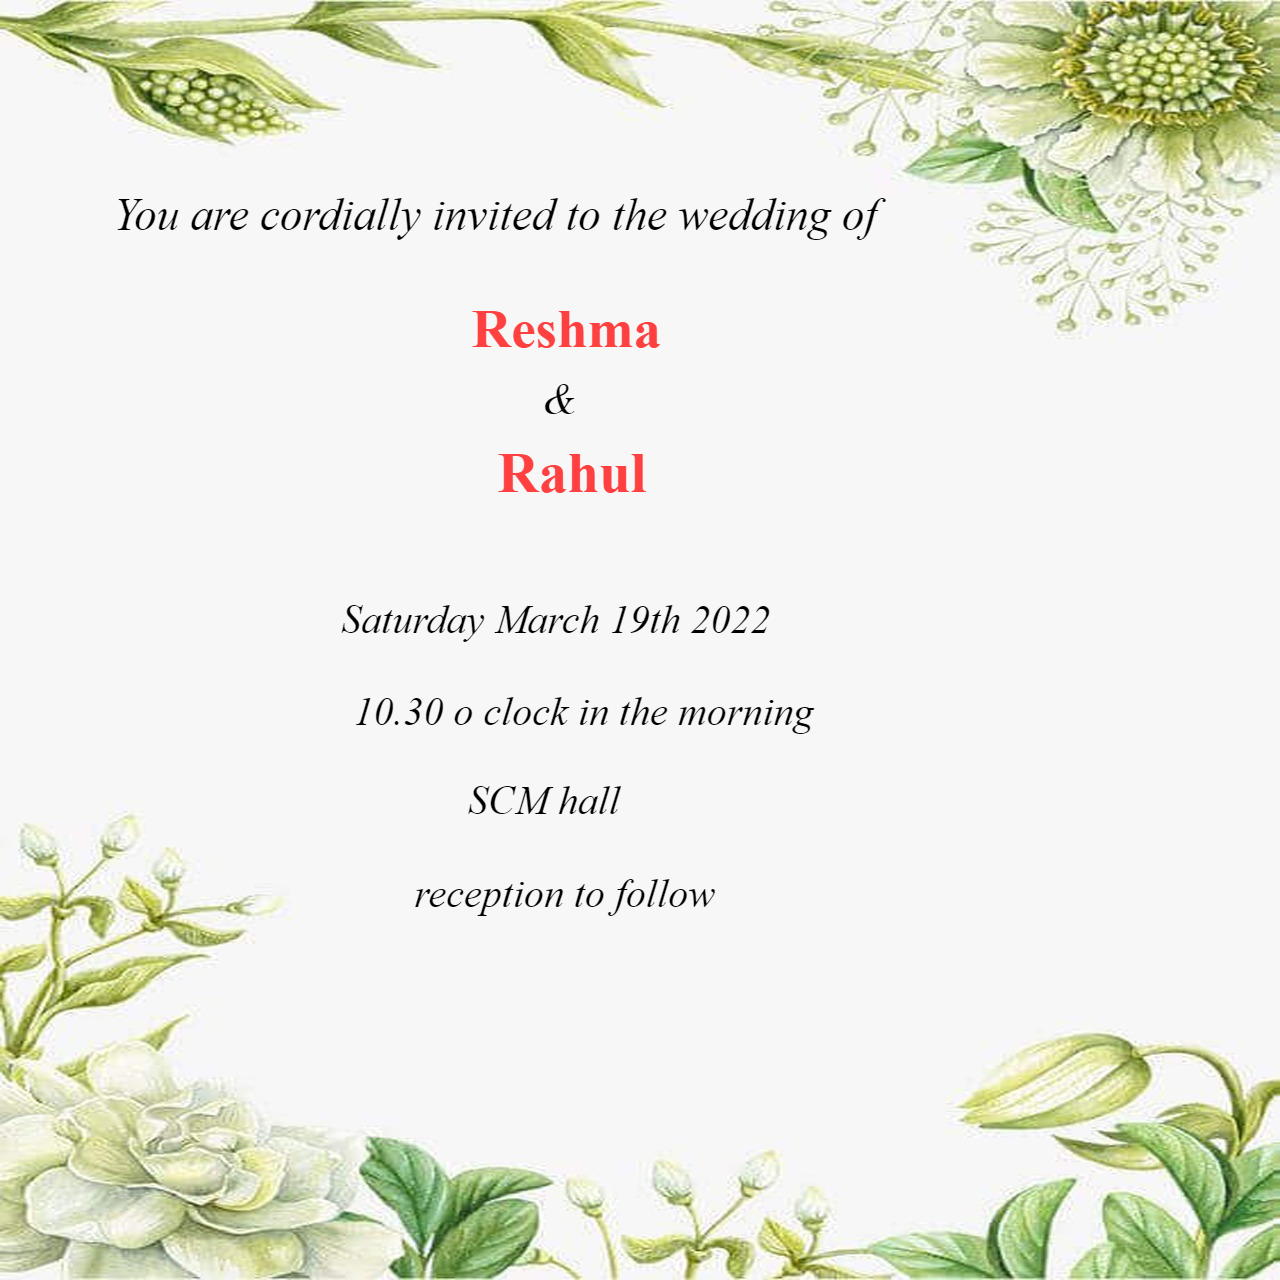 You are cordially invited to the wedding of
Reshma
&
Rahul
Saturday March 19th 2022
10.30 o clock in the morning
SCM hall
reception to follow